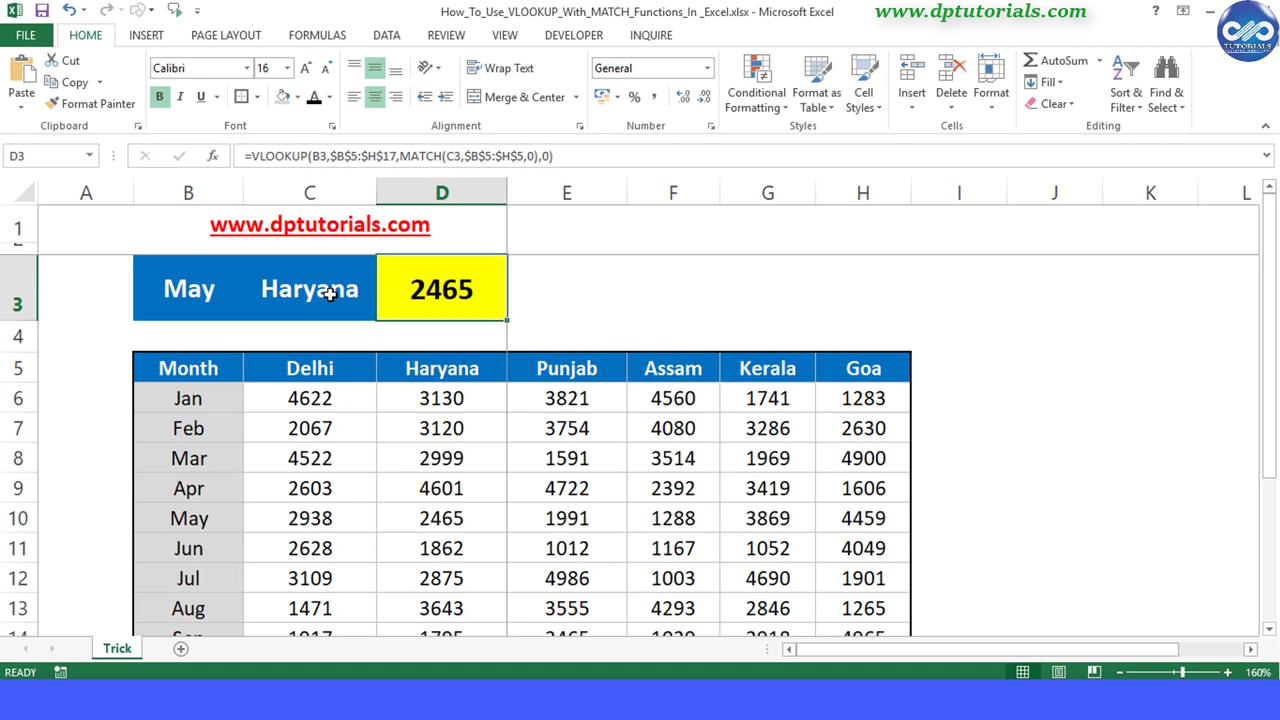 How_To_Use_VLOOKUP_With_MATCH_Functions_In _Excel.xlsx - Microsoft Excel
www.dptutorials.com
TUTORIALS
FILE HOME INSERT PAGE LAYOUT FORMULAS DATA REVIEW VIEW DEVELOPER INQUIRE
Paste
Cut
Copy
Format Painter
Clipboard
Calibri 16
B I U
Font
Wrap Text
Merge & Center
Alignment
General
Number
Conditional Formatting
Format as Table
Cell Styles
Styles
Insert Delete Format
Cells
AutoSum
Fill
Clear
Sort & Filter
Find & Select
Editing
D3 =VLOOKUP(B3,$B$5:$H$17,MATCH(C3,$B$5:$H$5,0),0)
A B C D E F G H I J K L
1 www.dptutorials.com
3 May Haryana 2465
4
5 Month Delhi Haryana Punjab Assam Kerala Goa
6 Jan 4622 3130 3821 4560 1741 1283
7 Feb 2067 3120 3754 4080 3286 2630
8 Mar 4522 2999 1591 3514 1969 4900
9 Apr 2603 4601 4722 2392 3419 1606
10 May 2938 2465 1991 1288 3869 4459
11 Jun 2628 1862 1012 1167 1052 4049
12 Jul 3109 2875 4986 1003 4690 1901
13 Aug 1471 3643 3555 4293 2846 1265
Trick
READY 160%